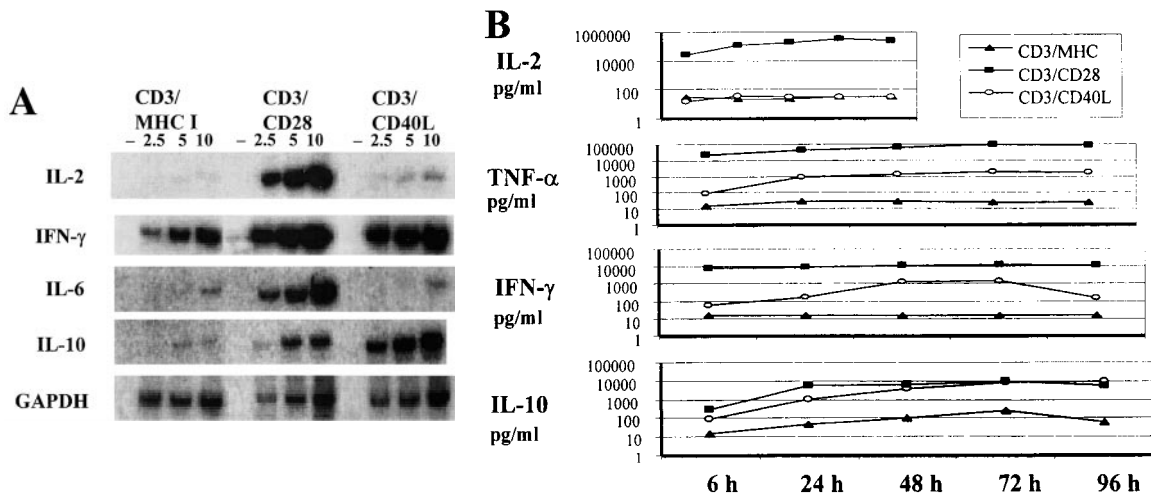 A
CD3/ CD3/ CD3/
MHC I CD28 CD40L
– 2.5 5 10 – 2.5 5 10 – 2.5 5 10
IL-2
IFN-γ
IL-6
IL-10
GAPDH
B
CD3/MHC
CD3/CD28
CD3/CD40L
IL-2
pg/ml
1000000
10000
100
1
TNF-α
pg/ml
100000
10000
1000
100
10
1
IFN-γ
pg/ml
100000
10000
1000
100
10
1
IL-10
pg/ml
100000
10000
1000
100
10
1
6 h 24 h 48 h 72 h 96 h